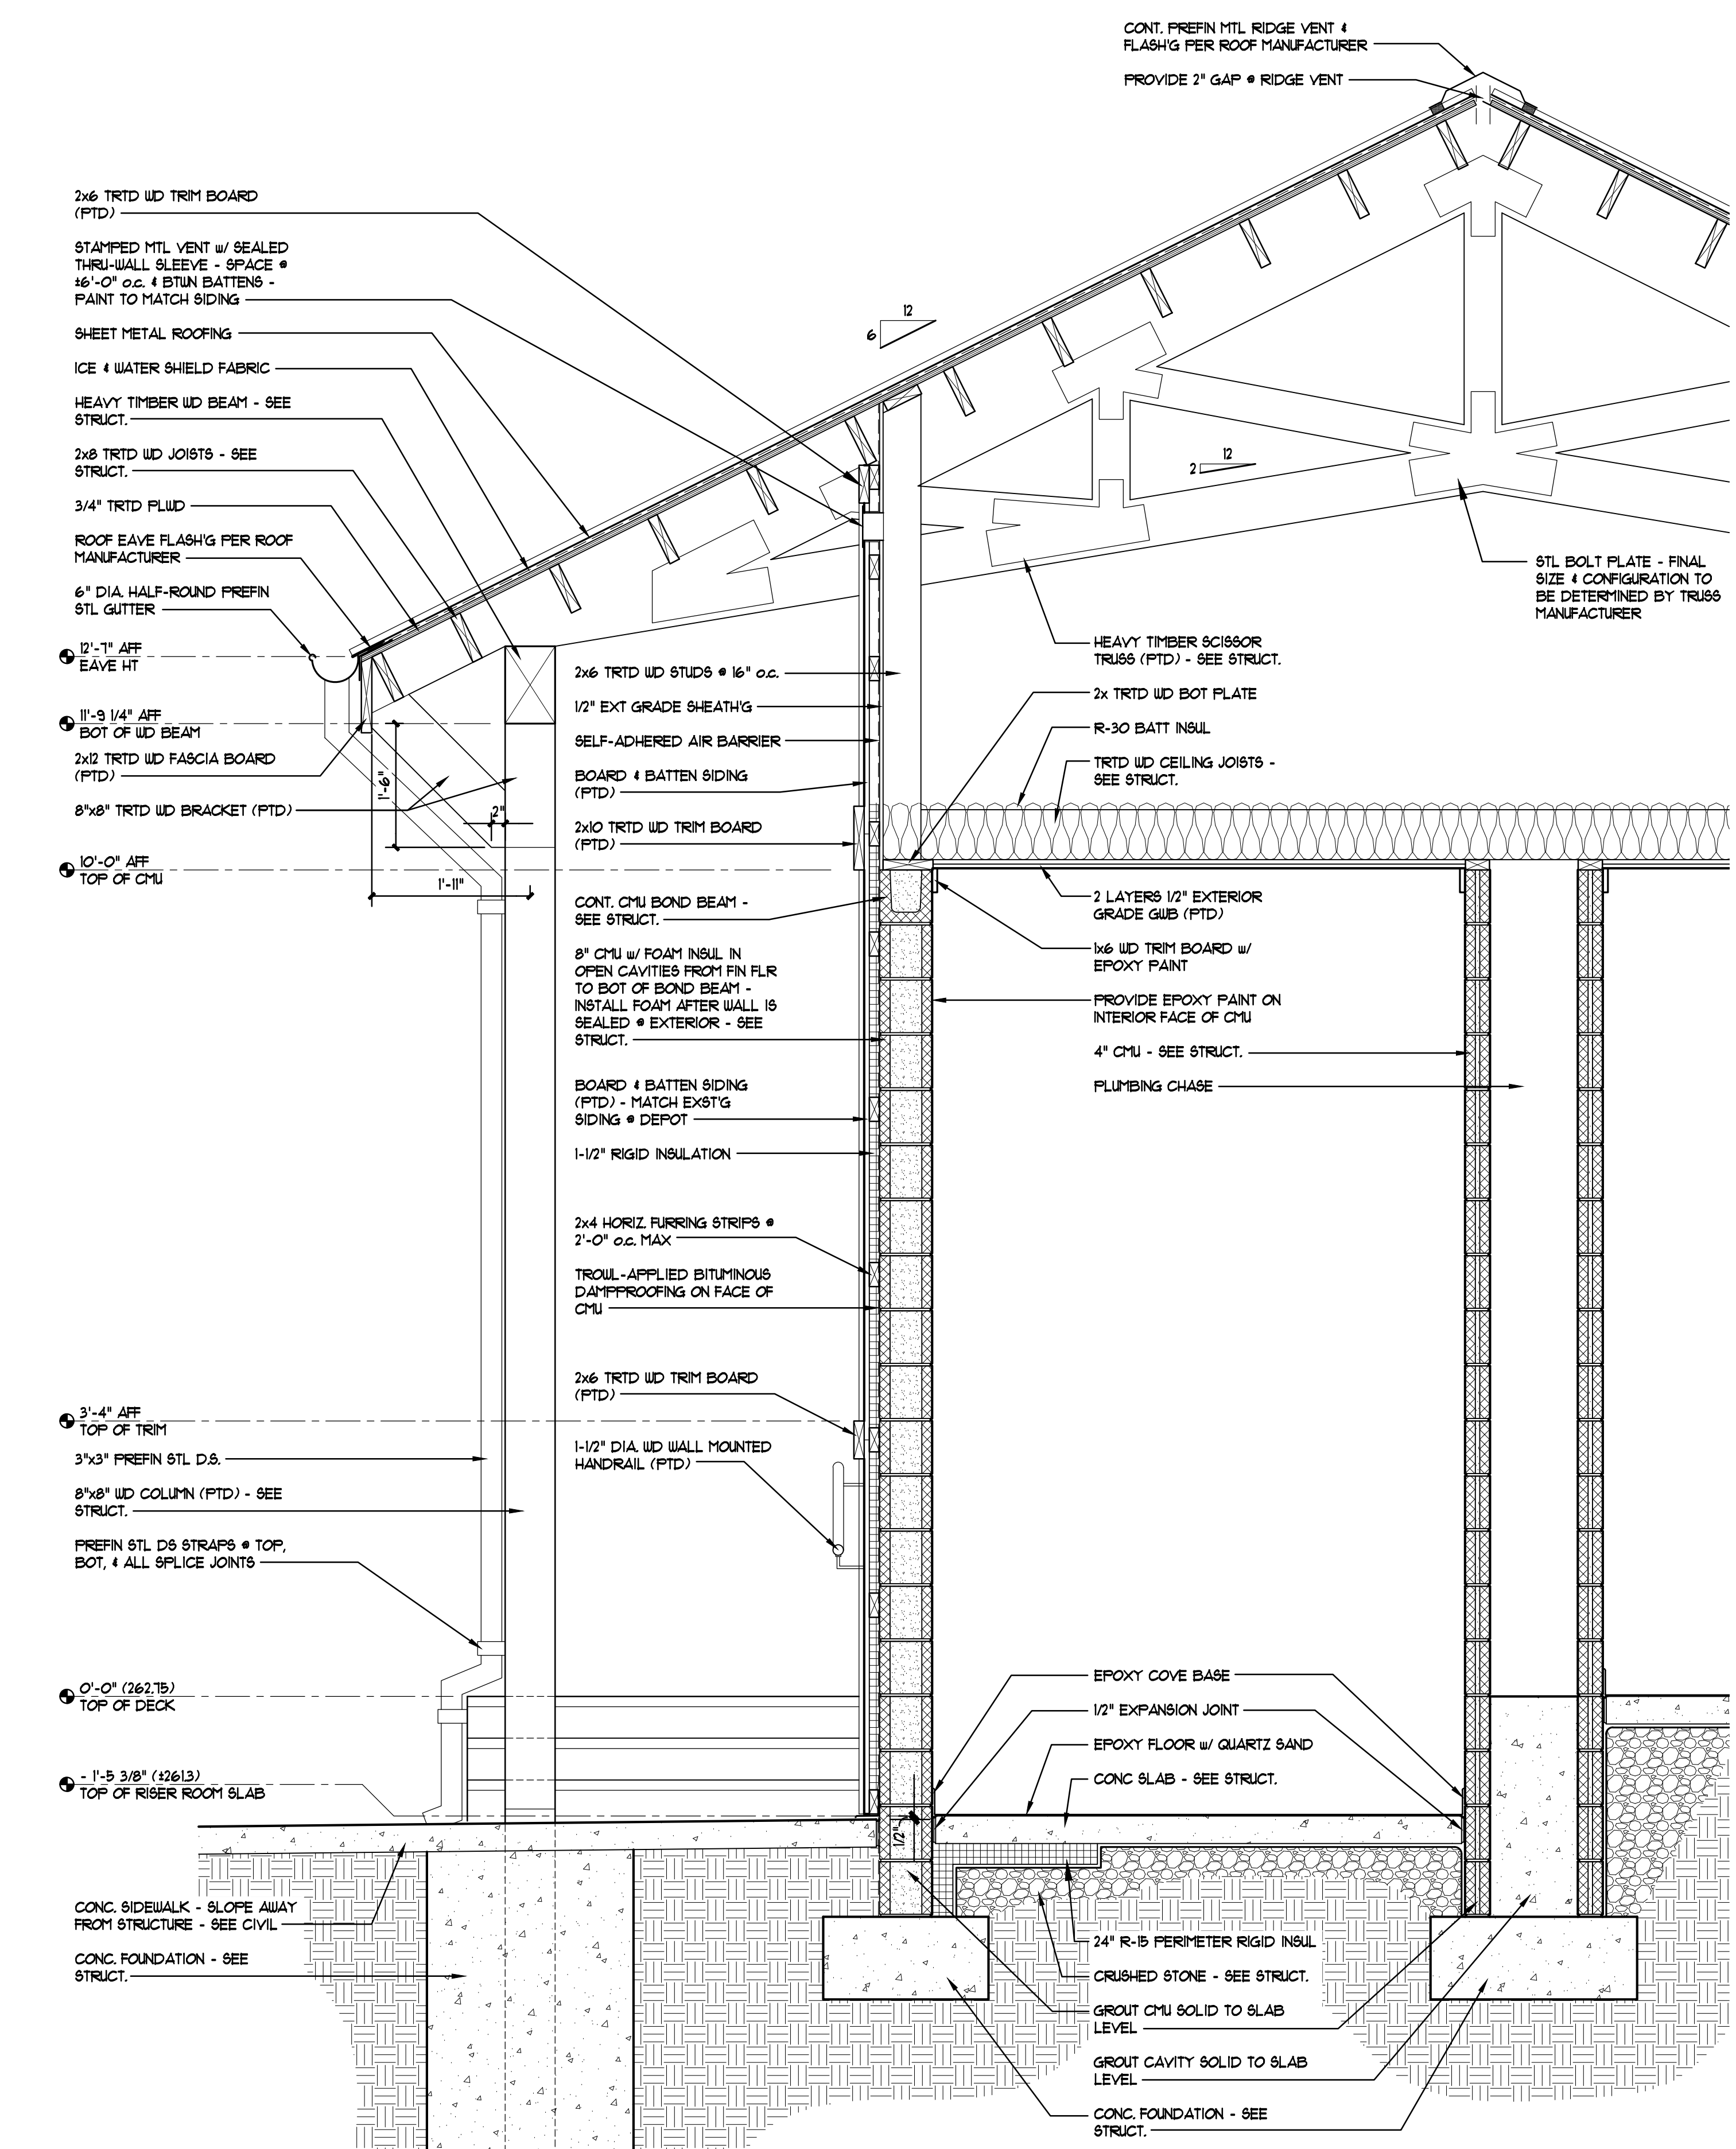 CONT. PREFIN MTL RIDGE VENT &
FLASH'G PER ROOF MANUFACTURER
PROVIDE 2" GAP @ RIDGE VENT
2x6 TRTD WD TRIM BOARD
(PTD)
STAMPED MTL VENT w/ SEALED
THRU-WALL SLEEVE - SPACE @
±6'-0" o.c. & BTWN BATTENS -
PAINT TO MATCH SIDING
SHEET METAL ROOFING
ICE & WATER SHIELD FABRIC
HEAVY TIMBER WD BEAM - SEE
STRUCT.
2x8 TRTD WD JOISTS - SEE
STRUCT.
3/4" TRTD PLWD
ROOF EAVE FLASH'G PER ROOF
MANUFACTURER
6" DIA. HALF-ROUND PREFIN
STL GUTTER
12'-7" AFF
EAVE HT
11'-9 1/4" AFF
BOT OF WD BEAM
2x12 TRTD WD FASCIA BOARD
(PTD)
8"x8" TRTD WD BRACKET (PTD)
10'-0" AFF
TOP OF CMU
1'-6"
2"
1'-11"
12
6
12
2
STL BOLT PLATE - FINAL
SIZE & CONFIGURATION TO
BE DETERMINED BY TRUSS
MANUFACTURER
2x6 TRTD WD STUDS @ 16" o.c.
1/2" EXT GRADE SHEATH'G
SELF-ADHERED AIR BARRIER
BOARD & BATTEN SIDING
(PTD)
2x10 TRTD WD TRIM BOARD
(PTD)
CONT. CMU BOND BEAM -
SEE STRUCT.
8" CMU w/ FOAM INSUL IN
OPEN CAVITIES FROM FIN FLR
TO BOT OF BOND BEAM -
INSTALL FOAM AFTER WALL IS
SEALED @ EXTERIOR - SEE
STRUCT.
BOARD & BATTEN SIDING
(PTD) - MATCH EXST'G
SIDING @ DEPOT
1-1/2" RIGID INSULATION
2x4 HORIZ. FURRING STRIPS @
2'-0" o.c. MAX
TROWL-APPLIED BITUMINOUS
DAMPPROOFING ON FACE OF
CMU
2x6 TRTD WD TRIM BOARD
(PTD)
1-1/2" DIA. WD WALL MOUNTED
HANDRAIL (PTD)
HEAVY TIMBER SCISSOR
TRUSS (PTD) - SEE STRUCT.
2x TRTD WD BOT PLATE
R-30 BATT INSUL
TRTD WD CEILING JOISTS -
SEE STRUCT.
2 LAYERS 1/2" EXTERIOR
GRADE GWB (PTD)
1x6 WD TRIM BOARD w/
EPOXY PAINT
PROVIDE EPOXY PAINT ON
INTERIOR FACE OF CMU
4" CMU - SEE STRUCT.
PLUMBING CHASE
3'-4" AFF
TOP OF TRIM
3"x3" PREFIN STL D.S.
8"x8" WD COLUMN (PTD) - SEE
STRUCT.
PREFIN STL DS STRAPS @ TOP,
BOT, & ALL SPLICE JOINTS
0'-0" (262.75)
TOP OF DECK
- 1'-5 3/8" (±261.3)
TOP OF RISER ROOM SLAB
CONC. SIDEWALK - SLOPE AWAY
FROM STRUCTURE - SEE CIVIL
CONC. FOUNDATION - SEE
STRUCT.
1/2"
EPOXY COVE BASE
1/2" EXPANSION JOINT
EPOXY FLOOR w/ QUARTZ SAND
CONC SLAB - SEE STRUCT.
24" R-15 PERIMETER RIGID INSUL
CRUSHED STONE - SEE STRUCT.
GROUT CMU SOLID TO SLAB
LEVEL
GROUT CAVITY SOLID TO SLAB
LEVEL
CONC. FOUNDATION - SEE
STRUCT.